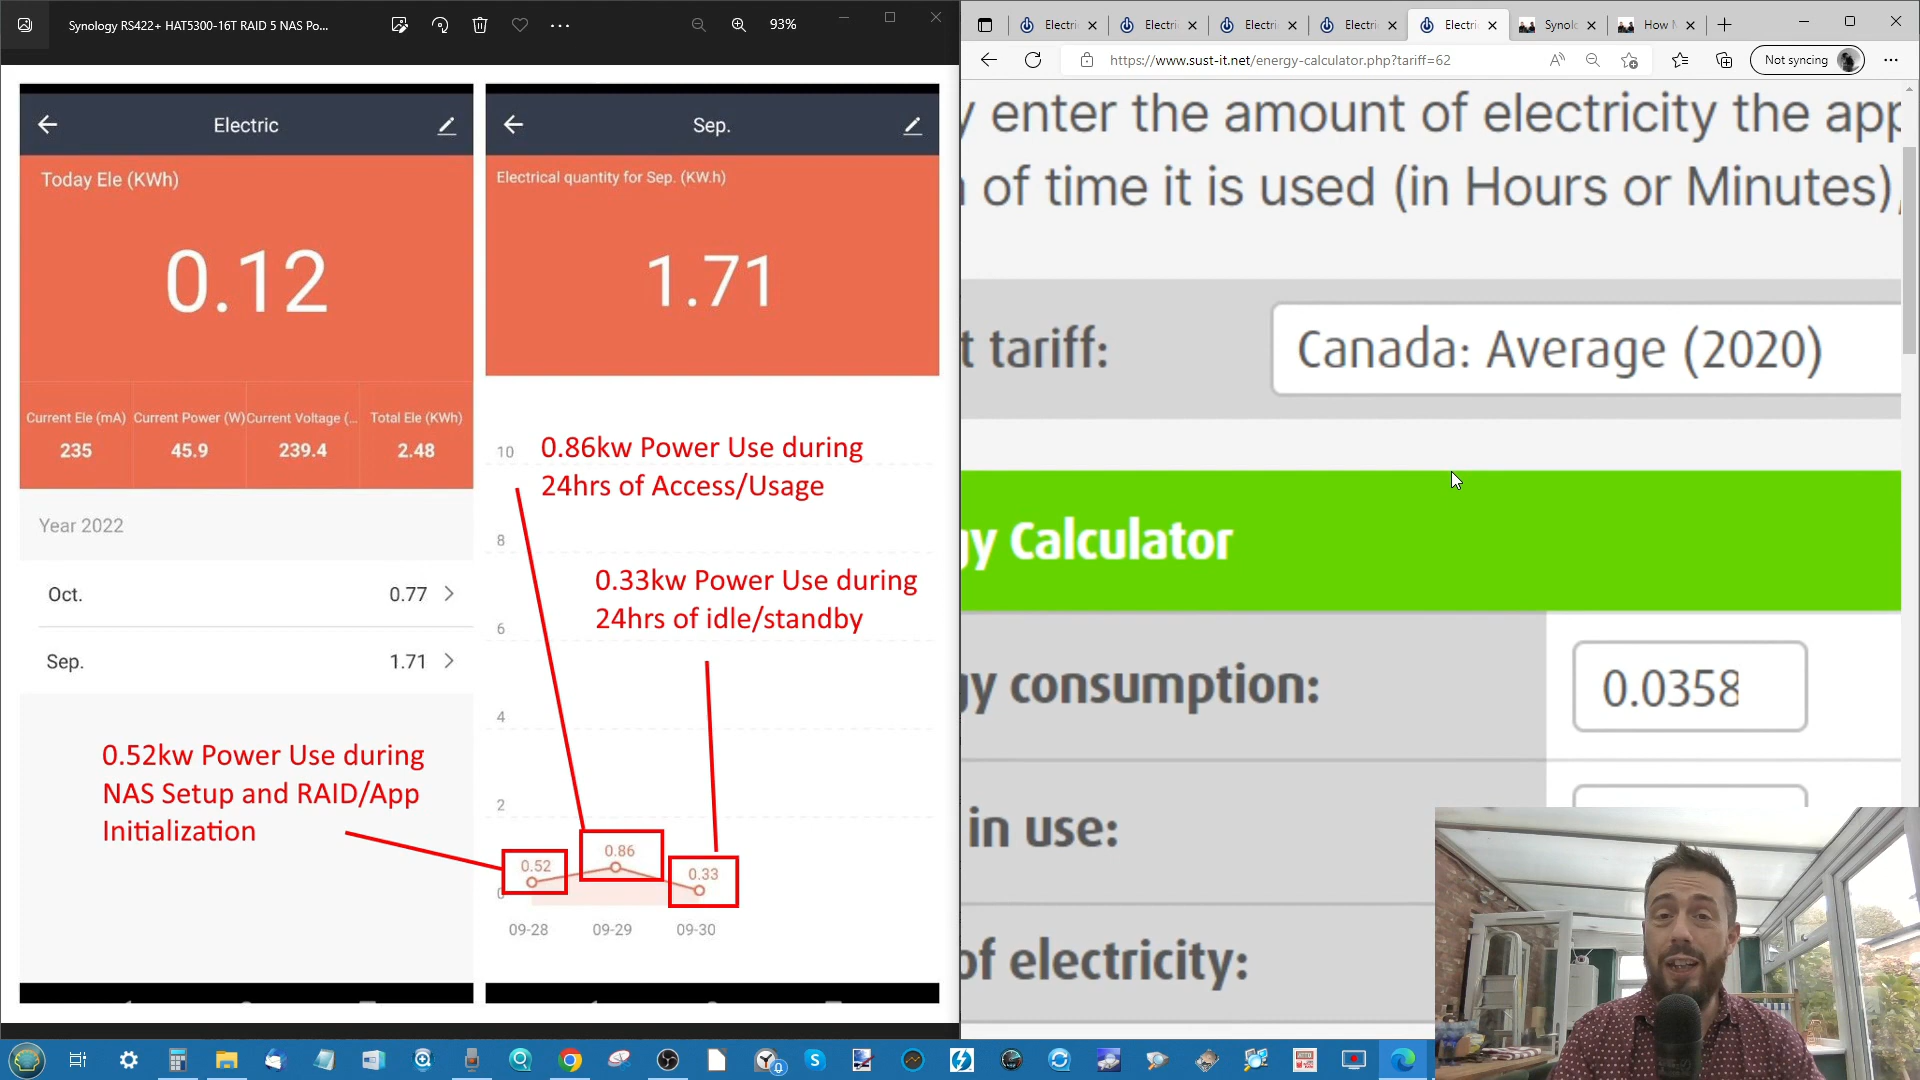 Synology RS422+ HAT5300-16T RAID 5 NAS Po...
93%
Electric
Today Ele (KWh)
0.12
Current Ele (mA)
235
Current Power (W)
45.9
Current Voltage (...
239.4
Total Ele (KWh)
2.48
Year 2022
Oct.
0.77
Sep.
1.71
0.52kw Power Use during
NAS Setup and RAID/App
Initialization
Sep.
Electrical quantity for Sep. (KW.h)
1.71
0.86kw Power Use during
24hrs of Access/Usage
0.33kw Power Use during
24hrs of idle/standby
10
8
6
4
2
0
0.52
0.86
0.33
09-28
09-29
09-30
Electri
Electri
Electri
Electri
Electri
Synolo
How M
https://www.sust-it.net/energy-calculator.php?tariff=62
Not syncing
y enter the amount of electricity the app
of time it is used (in Hours or Minutes),
t tariff:
Canada: Average (2020)
gy Calculator
gy consumption:
0.0358
in use:
of electricity: